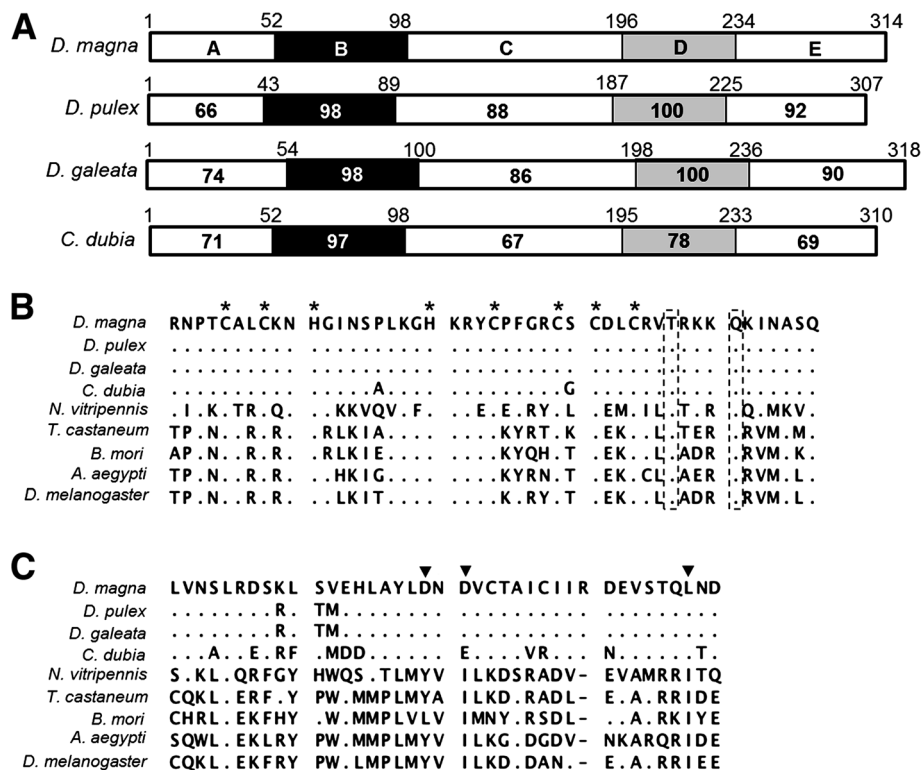 A
1 52 98 196 234 314
D. magna A B C D E
1 43 89 187 225 307
D. pulex 66 98 88 100 92
1 54 100 198 236 318
D. galeata 74 98 86 100 90
1 52 98 195 233 310
C. dubia 71 97 67 78 69
B
* * * * * * * *
D. magna RNPTCALCKN HGINSPLKGH KRYCPFGRCS CDLCRVTRKK QKINASQ
D. pulex .......... .......... .......... .......... .......
D. galeata .......... .......... .......... .......... .......
C. dubia .......... .....A.... .........G .......... .......
N. vitripennis .I.K.TR.Q. ..KKVQV.F. ..E.E.RY.L .EM.IL.T.R .Q.MKV.
T. castaneum TP.N..R.R. .RLKIA.... ....KYRT.K .EK..L.TER .RVM.M.
B. mori AP.N..R.R. .RLKIE.... ....KYQH.T .EK..L.ADR .RVM.K.
A. aegypti TP.N..R.R. ..HKIG.... ....KYRN.T .EK.CL.AER .RVM.L.
D. melanogaster TP.N..R.R. ..LKIT.... ....K.RY.T .EK..L.ADR .RVM.L.
C
D. magna LVNSLRDSKL SVEHLAYLDN DVCTAICIIR DEVSTQLND
D. pulex ........R. TM........ .......... .........
D. galeata ........R. TM........ .......... .........
C. dubia ...A..E.RF .MDD...... E....VR... N......T.
N. vitripennis S.KL.QRFGY HWQS.TLMYV ILKDSRADV- EVAMRRITQ
T. castaneum CQKL.ERF.Y PW.MMPLMYA ILKD.RADL- E.A.RRIDE
B. mori CHRL.EKFHY .W.MMPLVLV IMNY.RSDL- ..A.RKIYE
A. aegypti SQWL.EKLRY PW.MMPLMYV ILKG.DGDV- NKARQRIDE
D. melanogaster CQKL.ERF.Y PW.LMPLMYV ILKD.DAN.- E.A.RRIEE